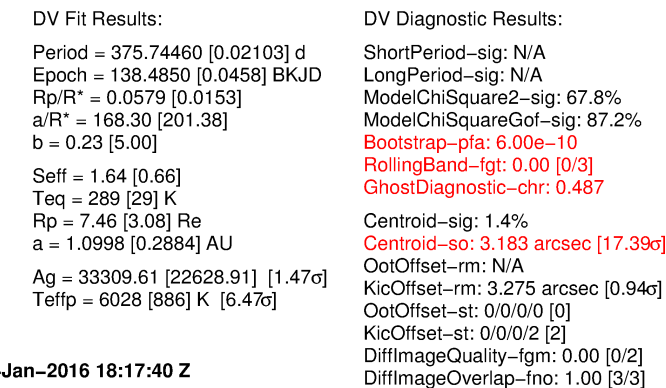 DV Fit Results:
Period = 375.74460 [0.02103] d
Epoch = 138.4850 [0.0458] BKJD
Rp/R* = 0.0579 [0.0153]
a/R* = 168.30 [201.38]
b = 0.23 [5.00]
Seff = 1.64 [0.66]
Teq = 289 [29] K
Rp = 7.46 [3.08] Re
a = 1.0998 [0.2884] AU
Ag = 33309.61 [22628.91] [1.47σ]
Teffp = 6028 [886] K [6.47σ]
-Jan-2016 18:17:40 Z
DV Diagnostic Results:
ShortPeriod-sig: N/A
LongPeriod-sig: N/A
ModelChiSquare2-sig: 67.8%
ModelChiSquareGof-sig: 87.2%
Bootstrap-pfa: 6.00e-10
RollingBand-fgt: 0.00 [0/3]
GhostDiagnostic-chr: 0.487
Centroid-sig: 1.4%
Centroid-so: 3.183 arcsec [17.39σ]
OotOffset-rm: N/A
KicOffset-rm: 3.275 arcsec [0.94σ]
OotOffset-st: 0/0/0/0 [0]
KicOffset-st: 0/0/0/2 [2]
DiffImageQuality-fgm: 0.00 [0/2]
DiffImageOverlap-fno: 1.00 [3/3]